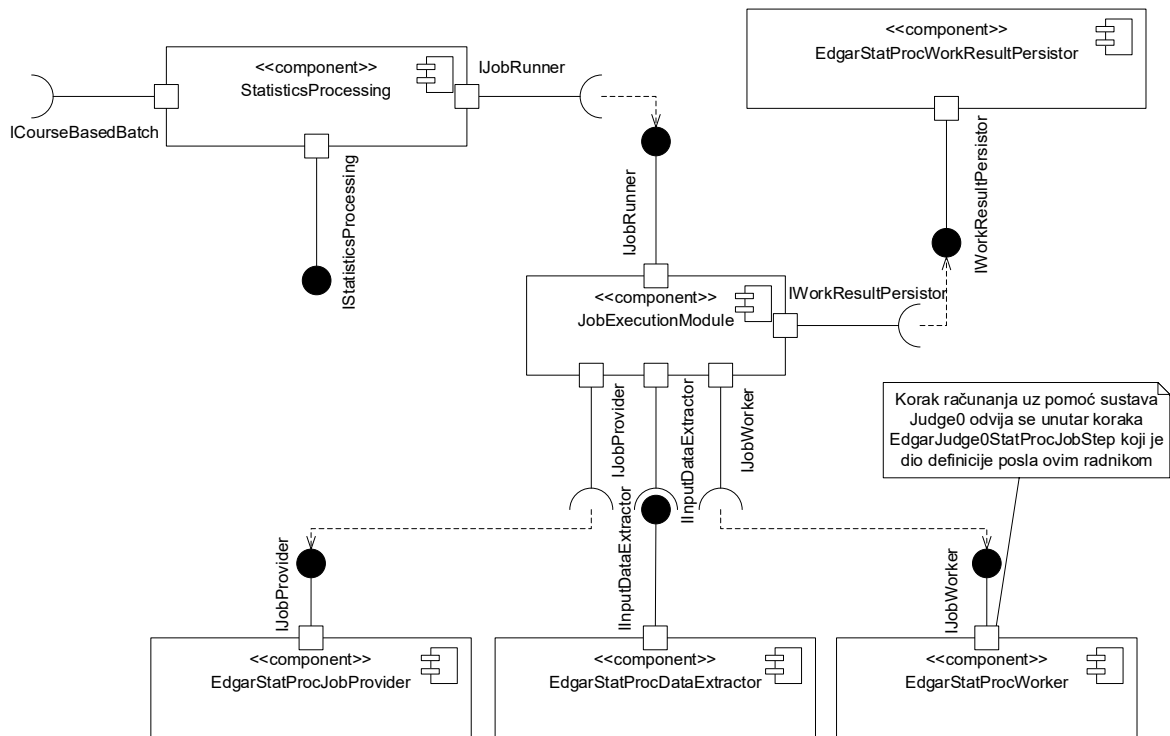 <<component>>
StatisticsProcessing
IJobRunner
ICourseBasedBatch
IStatisticsProcessing
<<component>>
EdgarStatProcWorkResultPersistor
IWorkResultPersistor
IJobRunner
<<component>>
JobExecutionModule
IWorkResultPersistor
IJobProvider
IInputDataExtractor
IJobWorker
Korak računanja uz pomoć sustava
Judge0 odvija se unutar koraka
EdgarJudge0StatProcJobStep koji je
dio definicije posla ovim radnikom
IJobProvider
IInputDataExtractor
IJobWorker
<<component>>
EdgarStatProcJobProvider
<<component>>
EdgarStatProcDataExtractor
<<component>>
EdgarStatProcWorker